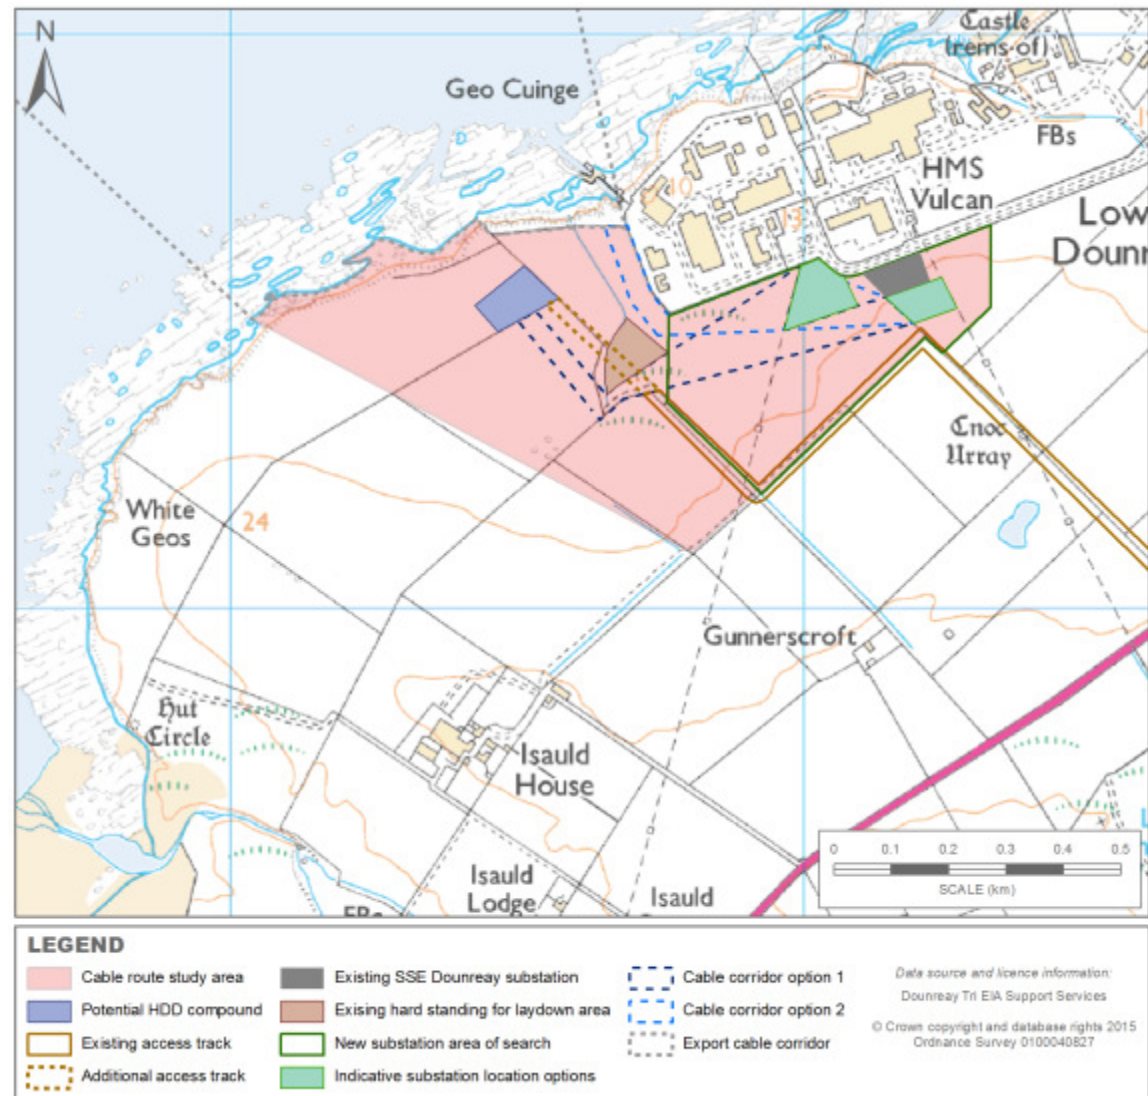 N
Castle
(rems of)
Geo Cuinge
FBs
10
HMS
Vulcan
13
Low
Dounr
Cnoc
Urray
White
Geos
24
Gunnerscroft
Hut
Circle
Isauld
House
Isauld
Lodge
Isauld
FBs
0 0.1 0.2 0.3 0.4 0.5
SCALE (km)
LEGEND
Cable route study area
Potential HDD compound
Existing access track
Additional access track
Existing SSE Dounreay substation
Exising hard standing for laydown area
New substation area of search
Indicative substation location options
Cable corridor option 1
Cable corridor option 2
Export cable corridor
Data source and licence information:
Dounreay Tri EIA Support Services
© Crown copyright and database rights 2015
Ordnance Survey 0100040827